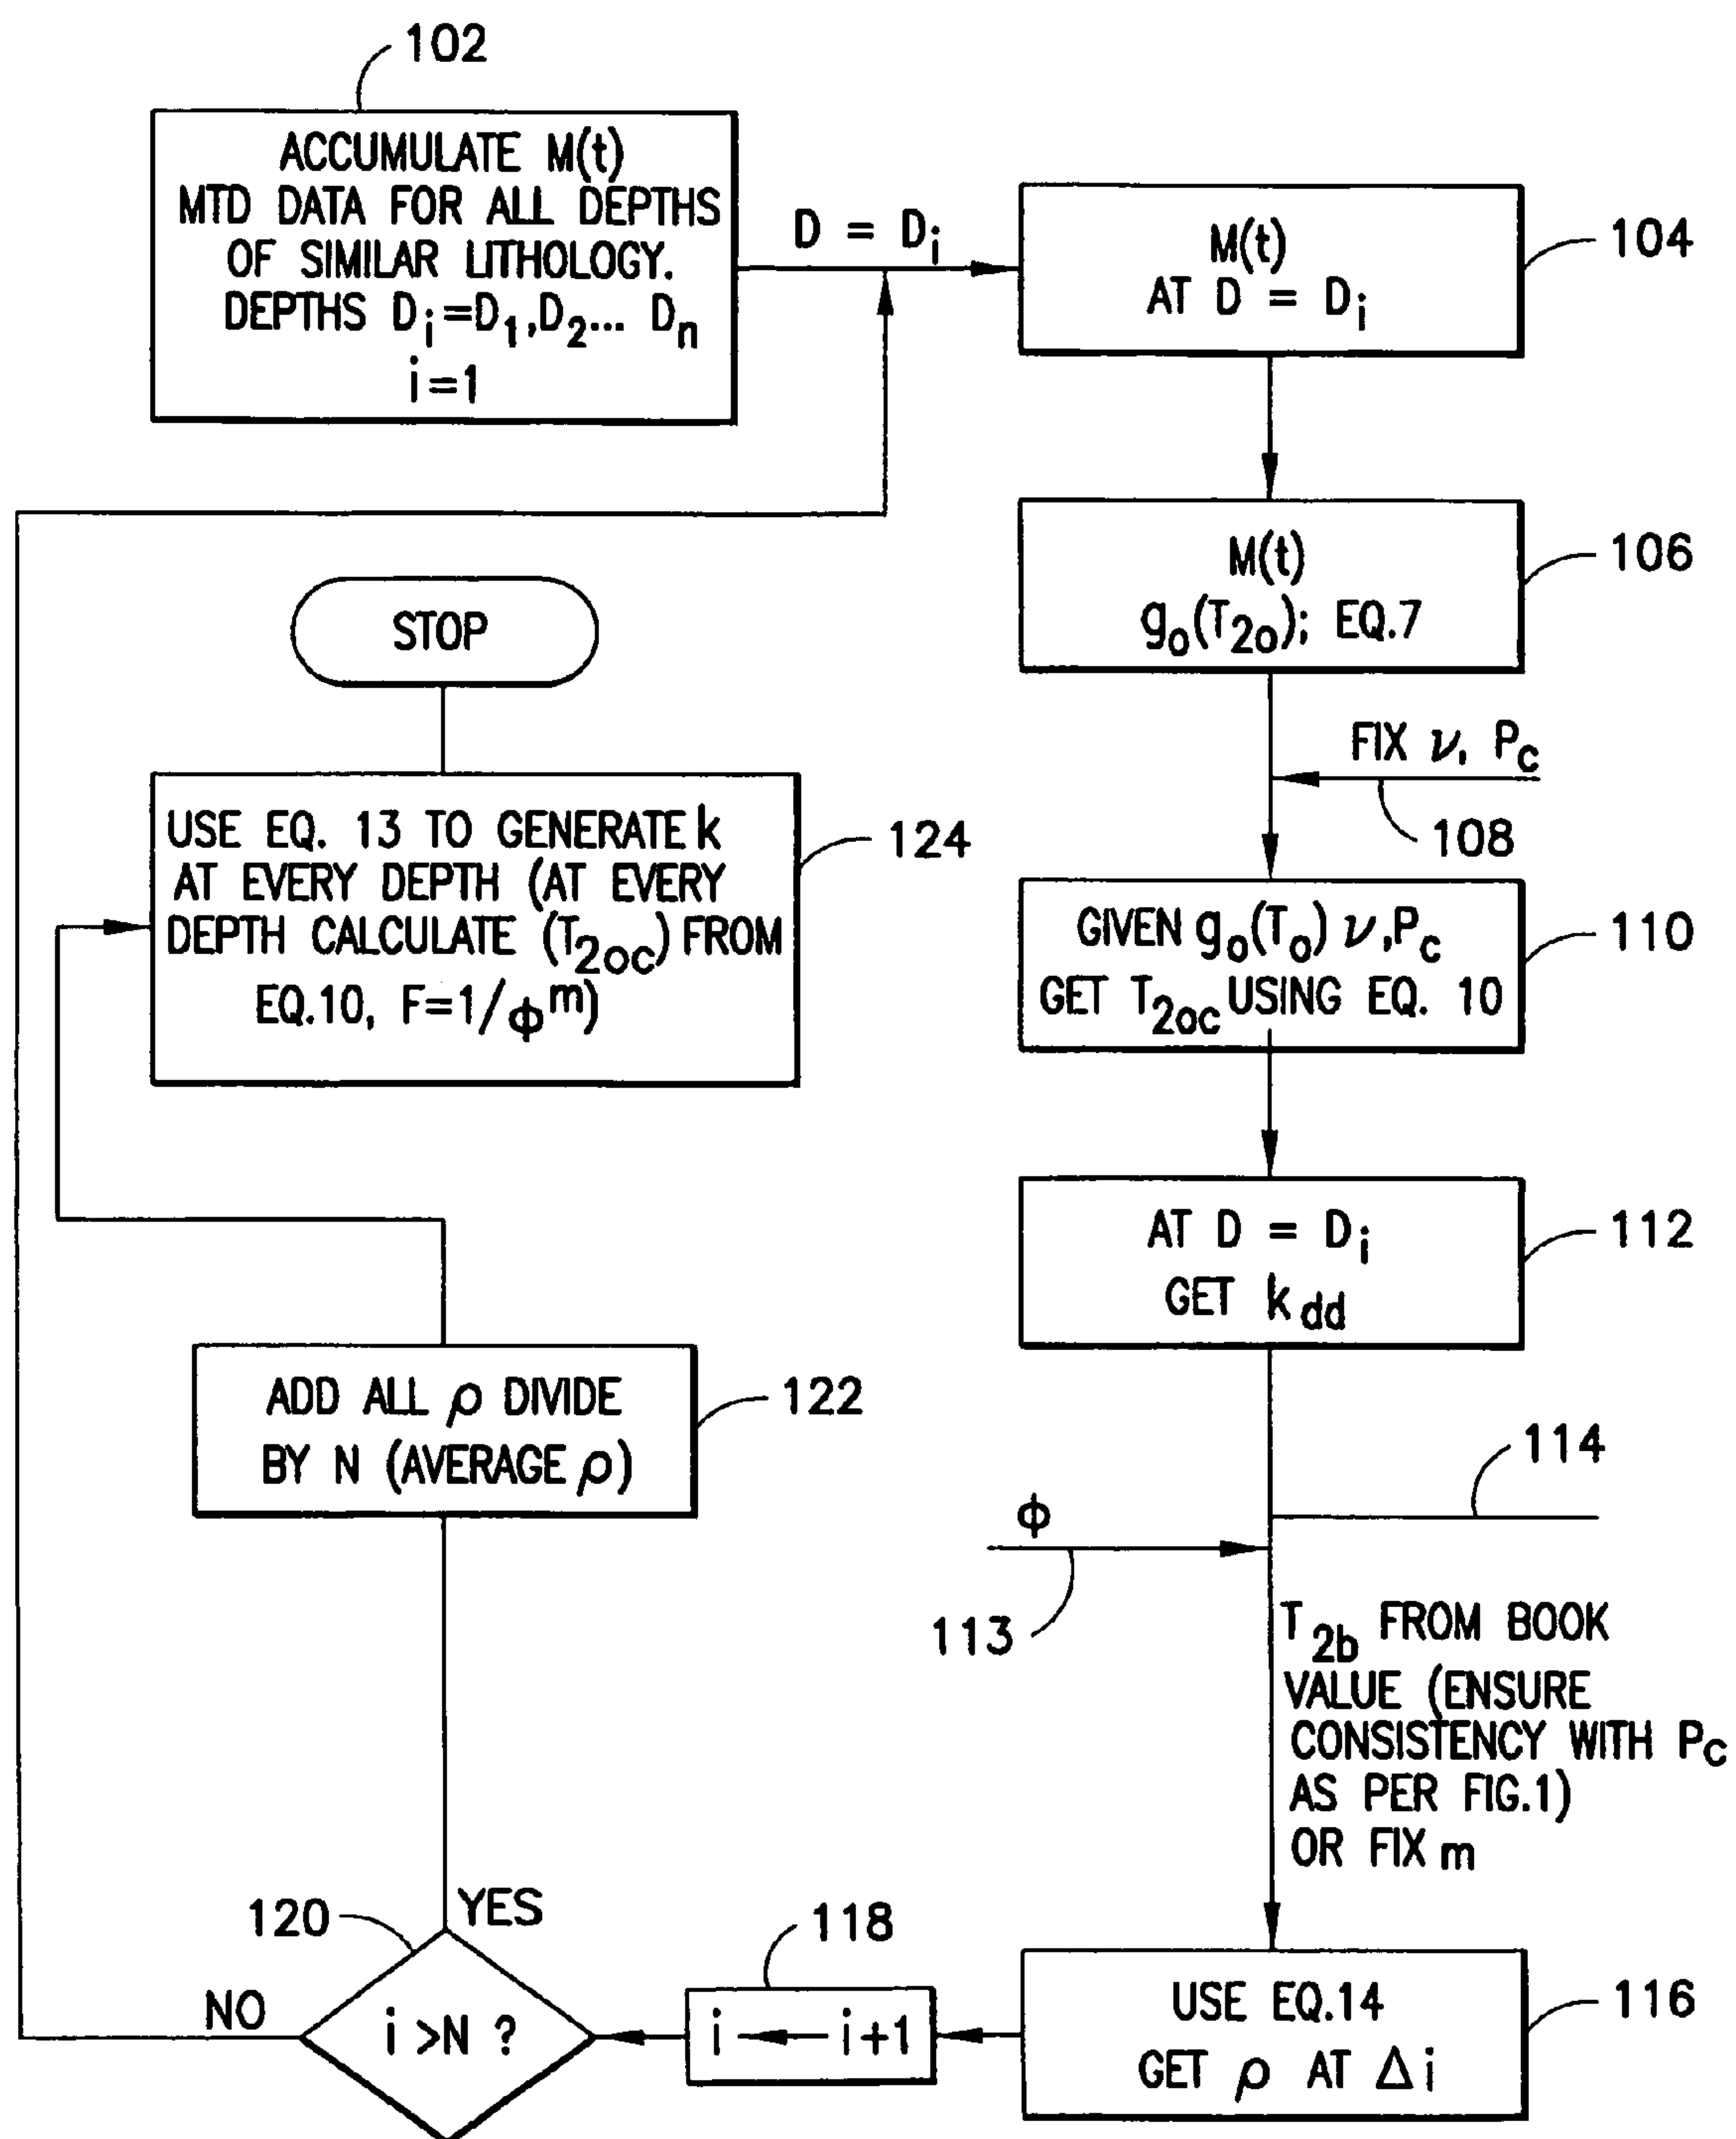 102
ACCUMULATE M(t)
MTD DATA FOR ALL DEPTHS
OF SIMILAR LITHOLOGY.
DEPTHS Di=D1,D2... Dn
i=1
D = Di
M(t)
AT D = Di
104
M(t)
go(T2o); EQ.7
106
FIX ν, Pc
108
GIVEN go(To) ν,Pc
GET T2oc USING EQ. 10
110
AT D = Di
GET kdd
112
114
ϕ
113
T2b FROM BOOK
VALUE (ENSURE
CONSISTENCY WITH Pc
AS PER FIG.1)
OR FIX m
USE EQ.14
GET ρ AT Δi
116
118
i ← i+1
120
i >N ?
NO
YES
ADD ALL ρ DIVIDE
BY N (AVERAGE ρ)
122
USE EQ. 13 TO GENERATE k
AT EVERY DEPTH (AT EVERY
DEPTH CALCULATE (T2oc) FROM
EQ.10, F=1/ϕm)
124
STOP